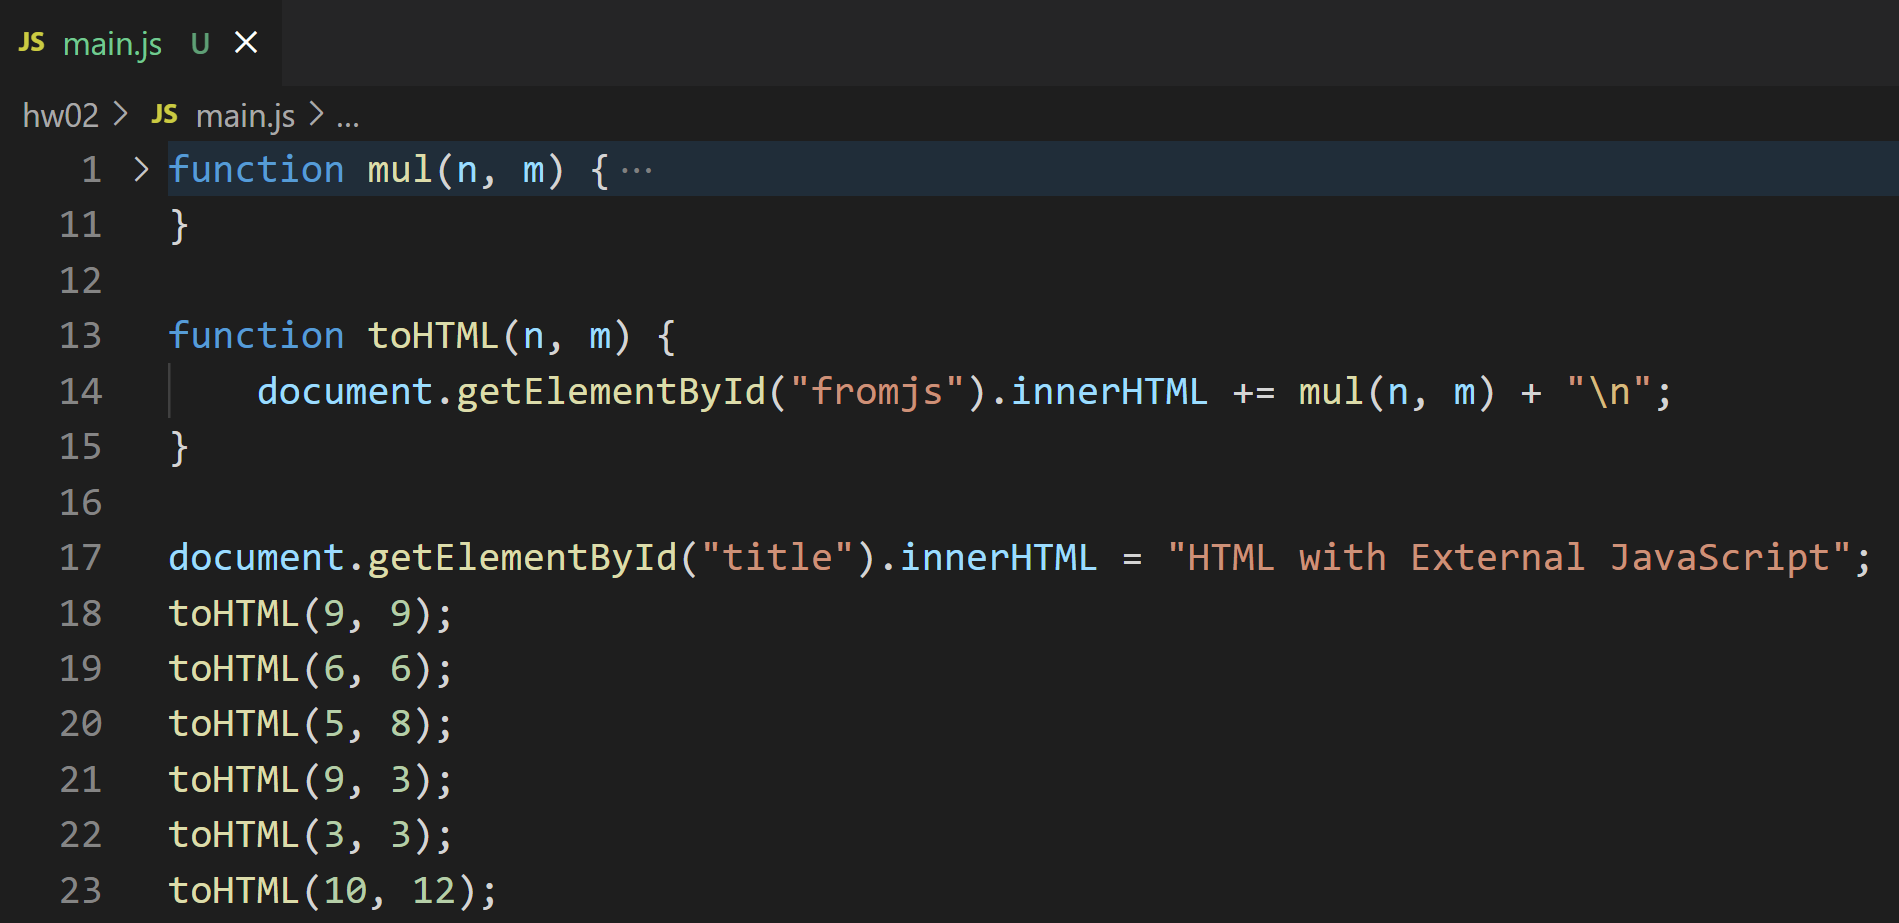 JS main.js U
hw02 > JS main.js > ...
1 > function mul(n, m) { ···
11 }
12
13 function toHTML(n, m) {
14     document.getElementById("fromjs").innerHTML += mul(n, m) + "\n";
15 }
16
17 document.getElementById("title").innerHTML = "HTML with External JavaScript";
18 toHTML(9, 9);
19 toHTML(6, 6);
20 toHTML(5, 8);
21 toHTML(9, 3);
22 toHTML(3, 3);
23 toHTML(10, 12);